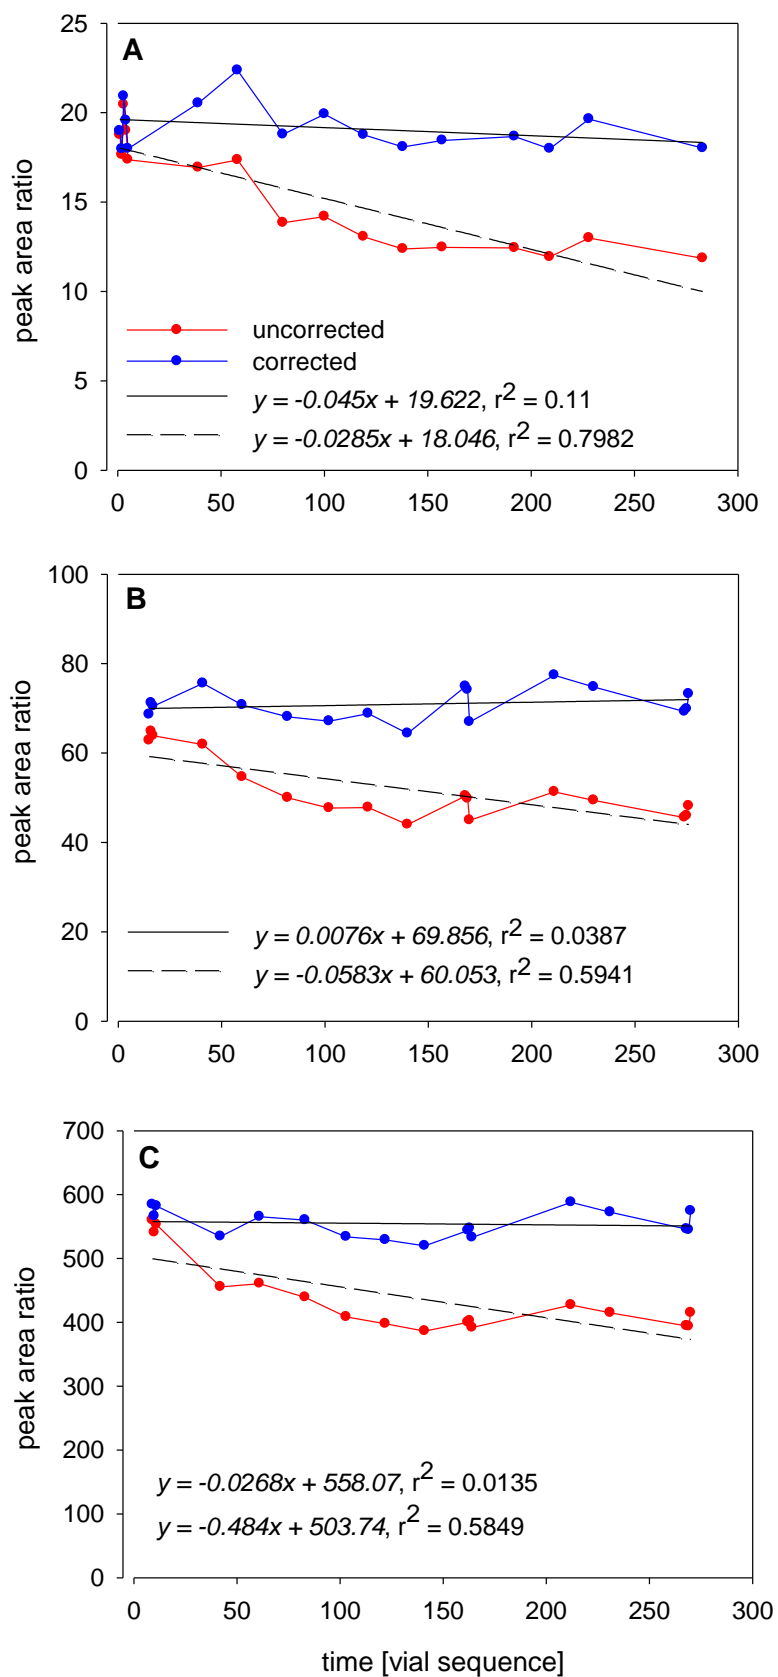 A
25
20
15
10
5
0
peak area ratio
uncorrected
corrected
y = -0.045x + 19.622, r² = 0.11
y = -0.0285x + 18.046, r² = 0.7982
0 50 100 150 200 250 300
B
100
80
60
40
20
0
peak area ratio
y = 0.0076x + 69.856, r² = 0.0387
y = -0.0583x + 60.053, r² = 0.5941
0 50 100 150 200 250 300
C
700
600
500
400
300
200
100
0
peak area ratio
y = -0.0268x + 558.07, r² = 0.0135
y = -0.484x + 503.74, r² = 0.5849
0 50 100 150 200 250 300
time [vial sequence]